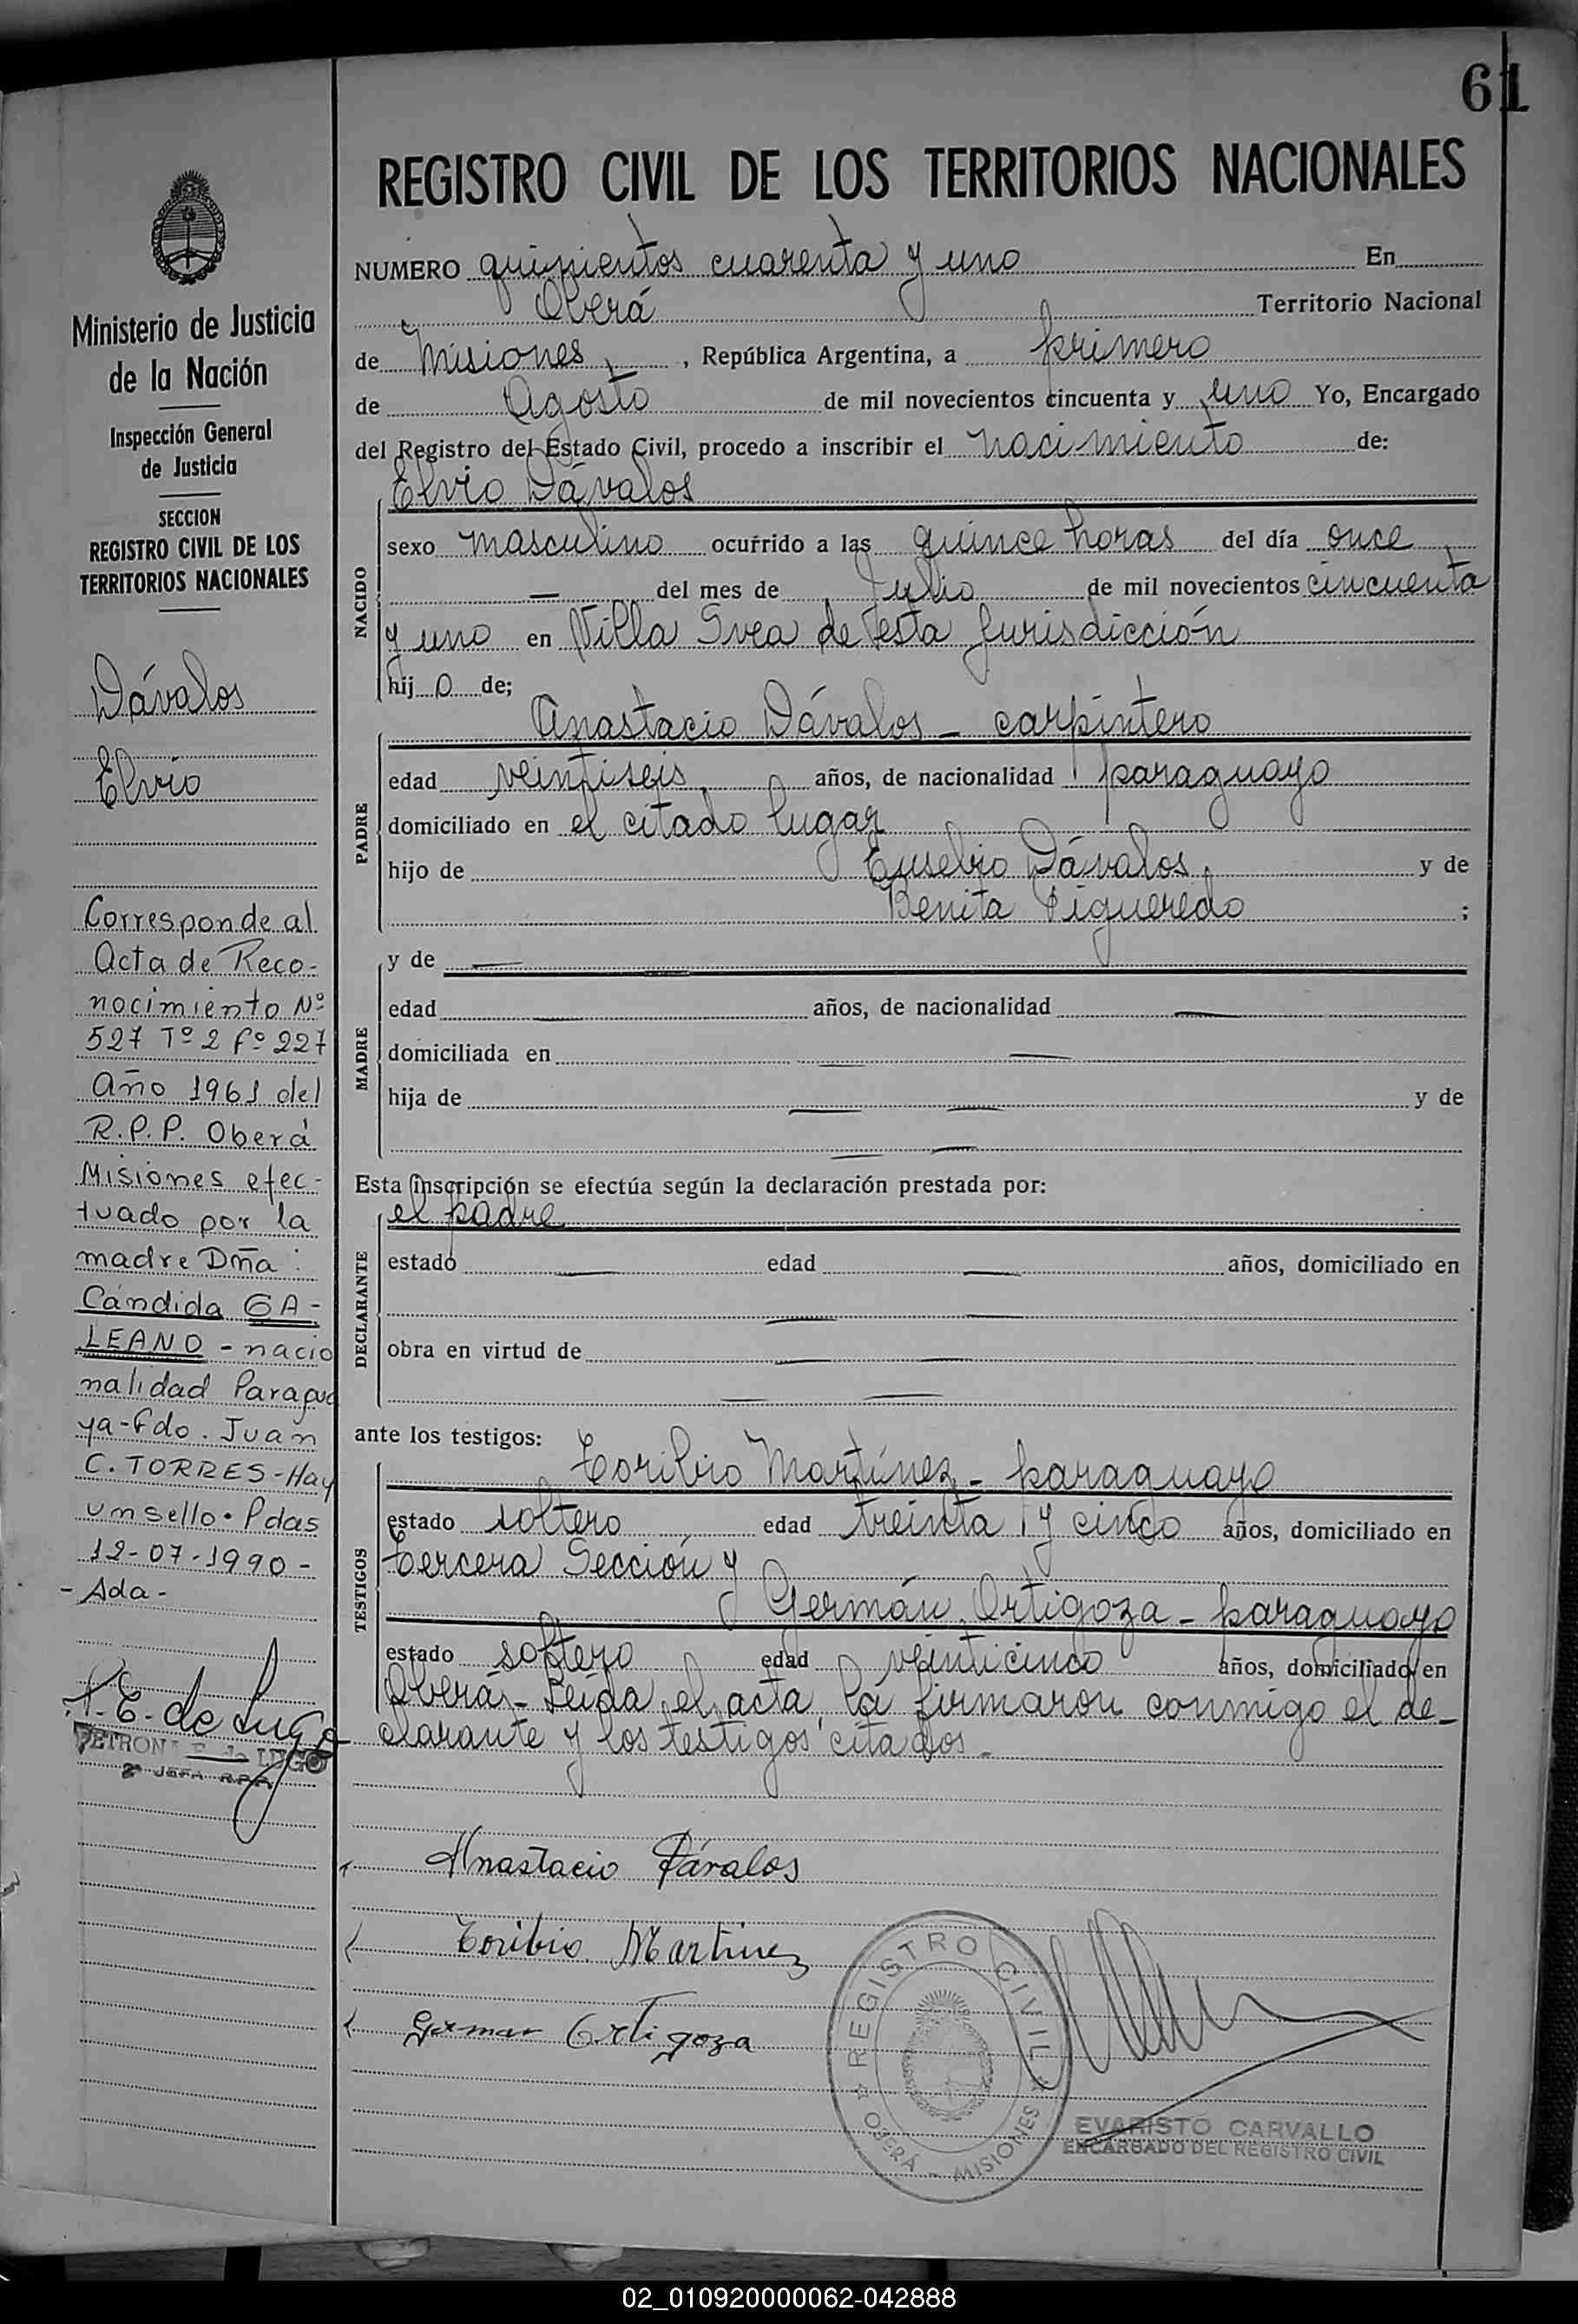 61
REGISTRO CIVIL DE LOS TERRITORIOS NACIONALES
Ministerio de Justicia
de la Nación
Inspección General
de Justicia
SECCION
REGISTRO CIVIL DE LOS
TERRITORIOS NACIONALES
Dávalos
Elvio
Corresponde al
Acta de Reco-
nocimiento Nº
527 Tº 2 Fº 227
Año 1961 del
R.P.P. Oberá
Misiones efec-
tuado por la
madre Dña:
Cándida GA-
LEANO - nacio
nalidad Paragua
ya - Fdo. Juan
C. TORRES - Hay
un sello. Pdas
12-07-1990 -
- Ada -
P. E. de Lugo
PETRONA E. de LUGO
2ª JEFA R.P.P.
NUMERO quinientos cuarenta y uno En
Oberá Territorio Nacional
de Misiones, , República Argentina, a primero
de Agosto de mil novecientos cincuenta y uno Yo, Encargado
del Registro del Estado Civil, procedo a inscribir el nacimiento de:
NACIDO
Elvio Dávalos
sexo masculino ocurrido a las quince horas del día once
— del mes de Julio de mil novecientos cincuenta
y uno en Villa Svea de esta Jurisdicción
hij o de;
PADRE
Anastacio Dávalos - carpintero
edad veintiseis años, de nacionalidad paraguayo
domiciliado en el citado lugar
hijo de Eusebio Dávalos y de
Benita Figueredo ;
MADRE
y de —
edad — años, de nacionalidad —
domiciliada en — —
hija de — — y de
— —
Esta inscripción se efectúa según la declaración prestada por:
DECLARANTE
el padre
estado — edad — años, domiciliado en
— —
obra en virtud de — —
— —
ante los testigos:
TESTIGOS
Toribio Martínez - paraguayo
estado soltero edad treinta y cinco años, domiciliado en
tercera Sección y
Germán Ortigoza - paraguayo
estado soltero edad veinticinco años, domiciliado en
Oberá - Leída el acta, la firmaron conmigo el de-
clarante y los testigos citados.
Anastacio Dávalos
Toribio Martinez
German Ortigoza
REGISTRO CIVIL
OBERÁ - MISIONES
EVARISTO CARVALLO
ENCARGADO DEL REGISTRO CIVIL
02_010920000062-042888